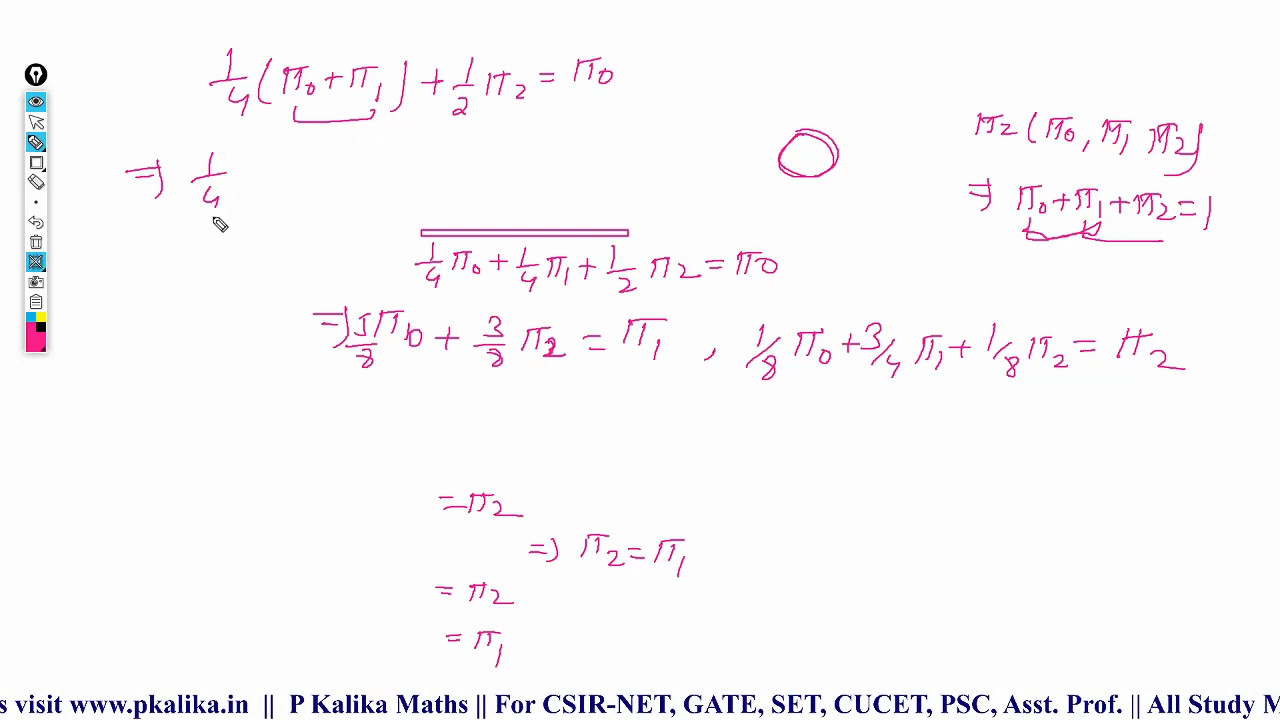 1/4 (π0 + π1) + 1/2 π2 = π0
π2 (π0, π1 π2)
⇒ 1/4
⇒ π0 + π1 + π2 = 1
1/4 π0 + 1/4 π1 + 1/2 π2 = π0
⇒ 5/8 π0 + 3/8 π2 = π1 , 1/8 π0 + 3/4 π1 + 1/8 π2 = π2
= π2
⇒ π2 = π1
= π2
= π1
s visit www.pkalika.in || P Kalika Maths || For CSIR-NET, GATE, SET, CUCET, PSC, Asst. Prof. || All Study M